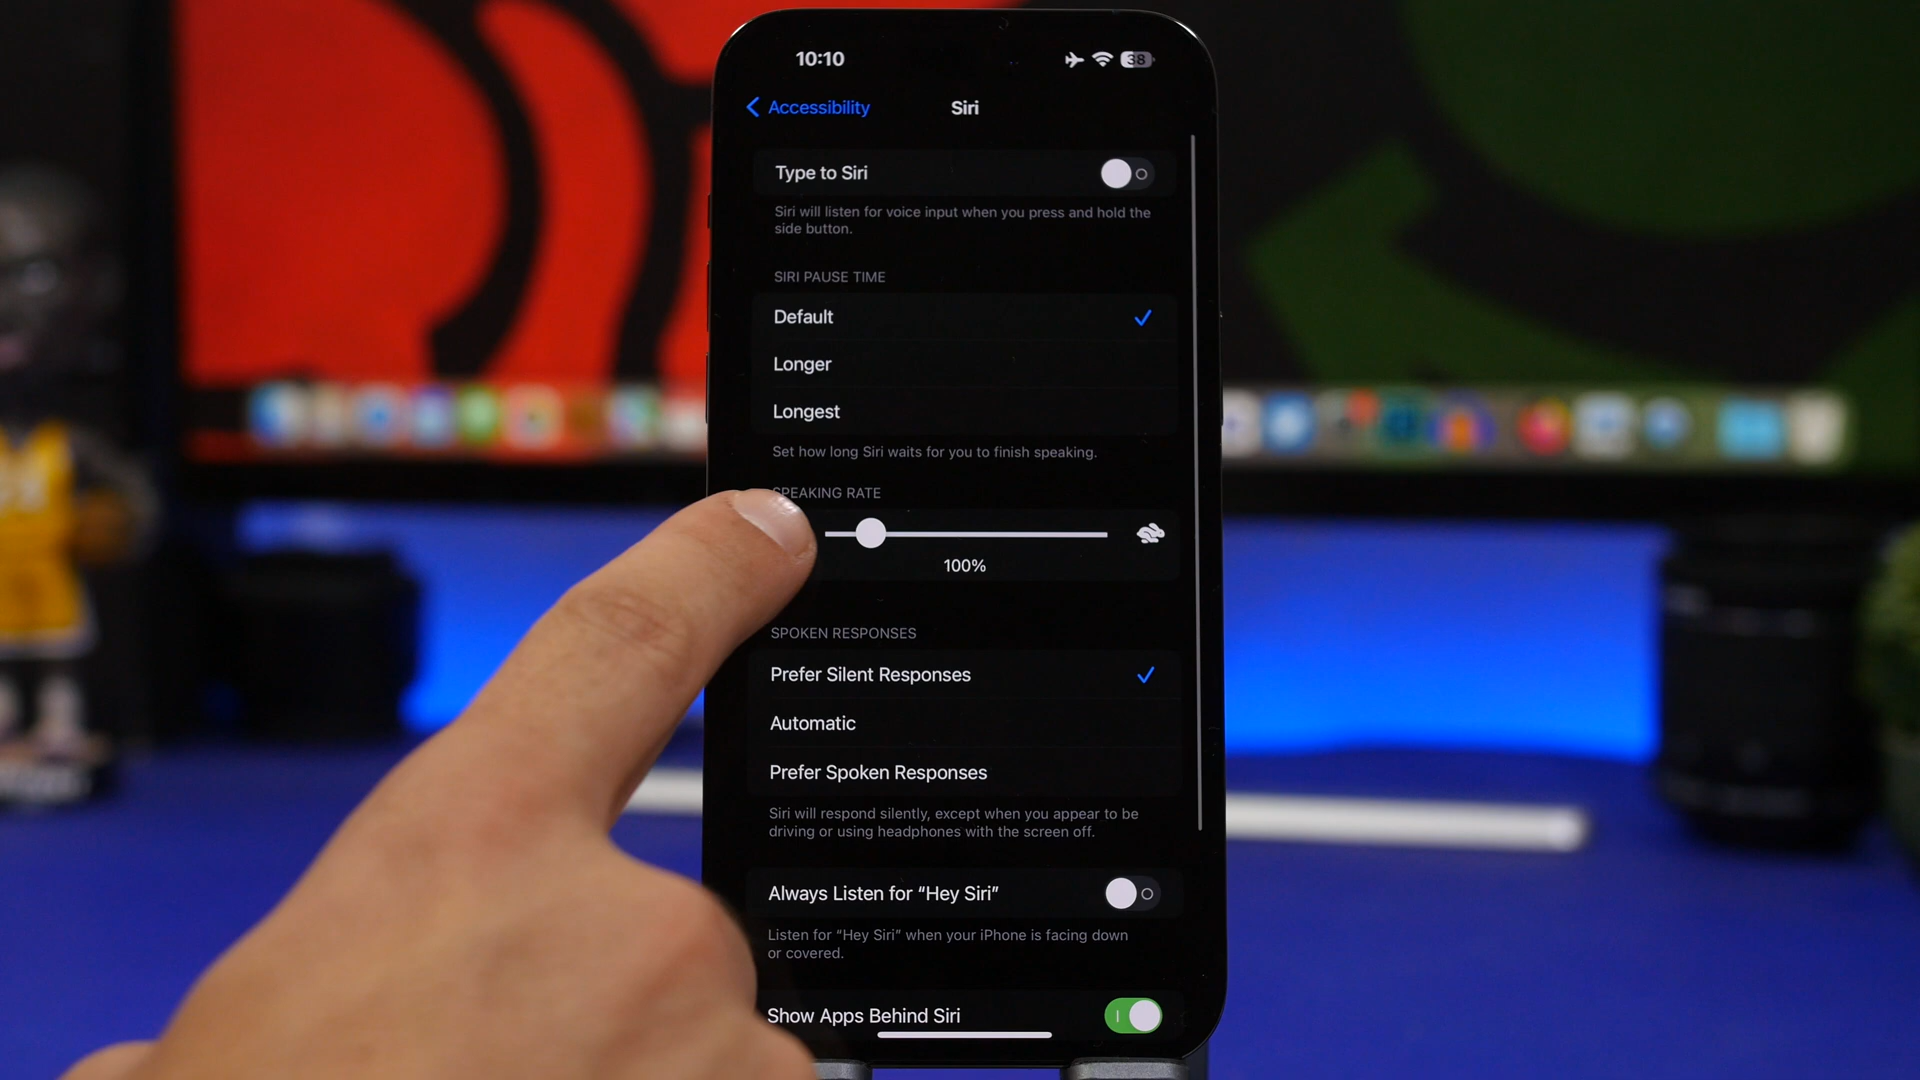 10:10
38
Accessibility
Siri
Type to Siri
Siri will listen for voice input when you press and hold the
side button.
SIRI PAUSE TIME
Default
Longer
Longest
Set how long Siri waits for you to finish speaking.
SPEAKING RATE
100%
SPOKEN RESPONSES
Prefer Silent Responses
Automatic
Prefer Spoken Responses
Siri will respond silently, except when you appear to be
driving or using headphones with the screen off.
Always Listen for “Hey Siri”
Listen for “Hey Siri” when your iPhone is facing down
or covered.
Show Apps Behind Siri